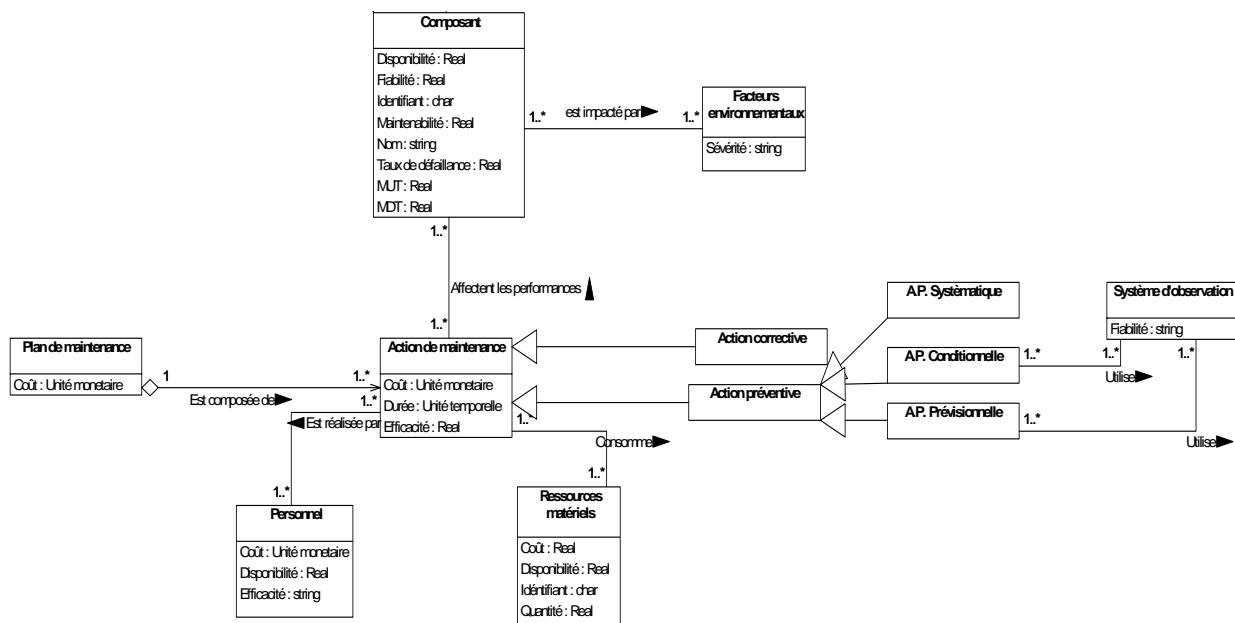 Composant
Disponibilité : Real
Fiabilité : Real
Identifiant : char
Maintenabilité : Real
Nom : string
Taux de défaillance : Real
MUT : Real
MDT : Real
1..*
est impacté par
1..*
Facteurs
environnementaux
Sévérité : string
1..*
Affectent les performances
1..*
Plan de maintenance
Coût : Unité monetaire
1
1..*
Est composée de
Action de maintenance
Coût : Unité monetaire
Durée : Unité temporelle
Efficacité : Real
Action corrective
Action préventive
A.P. Systèmatique
A.P. Conditionnelle
A.P. Prévisionnelle
Système d'observation
Fiabilité : string
1..*
1..*
Utilise
1..*
1..*
Utilise
1..*
Est réalisée par
1..*
Personnel
Coût : Unité monetaire
Disponibilité : Real
Efficacité : string
1..*
Consomme
1..*
Ressources
matériels
Coût : Real
Disponibilité : Real
Idéntifiant : char
Quantité : Real